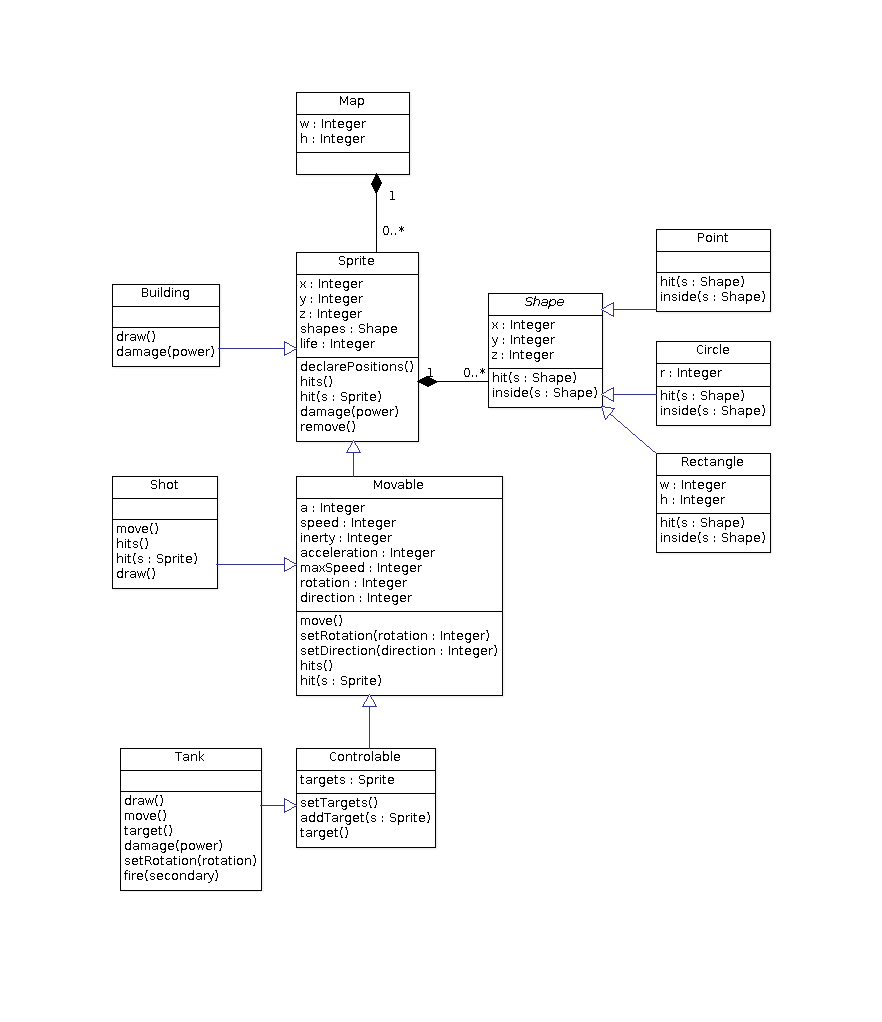 Map
w : Integer
h : Integer
1
0..*
Sprite
x : Integer
y : Integer
z : Integer
shapes : Shape
life : Integer
declarePositions()
hits()
hit(s : Sprite)
damage(power)
remove()
Building
draw()
damage(power)
1
0..*
Shape
x : Integer
y : Integer
z : Integer
hit(s : Shape)
inside(s : Shape)
Point
hit(s : Shape)
inside(s : Shape)
Circle
r : Integer
hit(s : Shape)
inside(s : Shape)
Rectangle
w : Integer
h : Integer
hit(s : Shape)
inside(s : Shape)
Shot
move()
hits()
hit(s : Sprite)
draw()
Movable
a : Integer
speed : Integer
inerty : Integer
acceleration : Integer
maxSpeed : Integer
rotation : Integer
direction : Integer
move()
setRotation(rotation : Integer)
setDirection(direction : Integer)
hits()
hit(s : Sprite)
Tank
draw()
move()
target()
damage(power)
setRotation(rotation)
fire(secondary)
Controlable
targets : Sprite
setTargets()
addTarget(s : Sprite)
target()